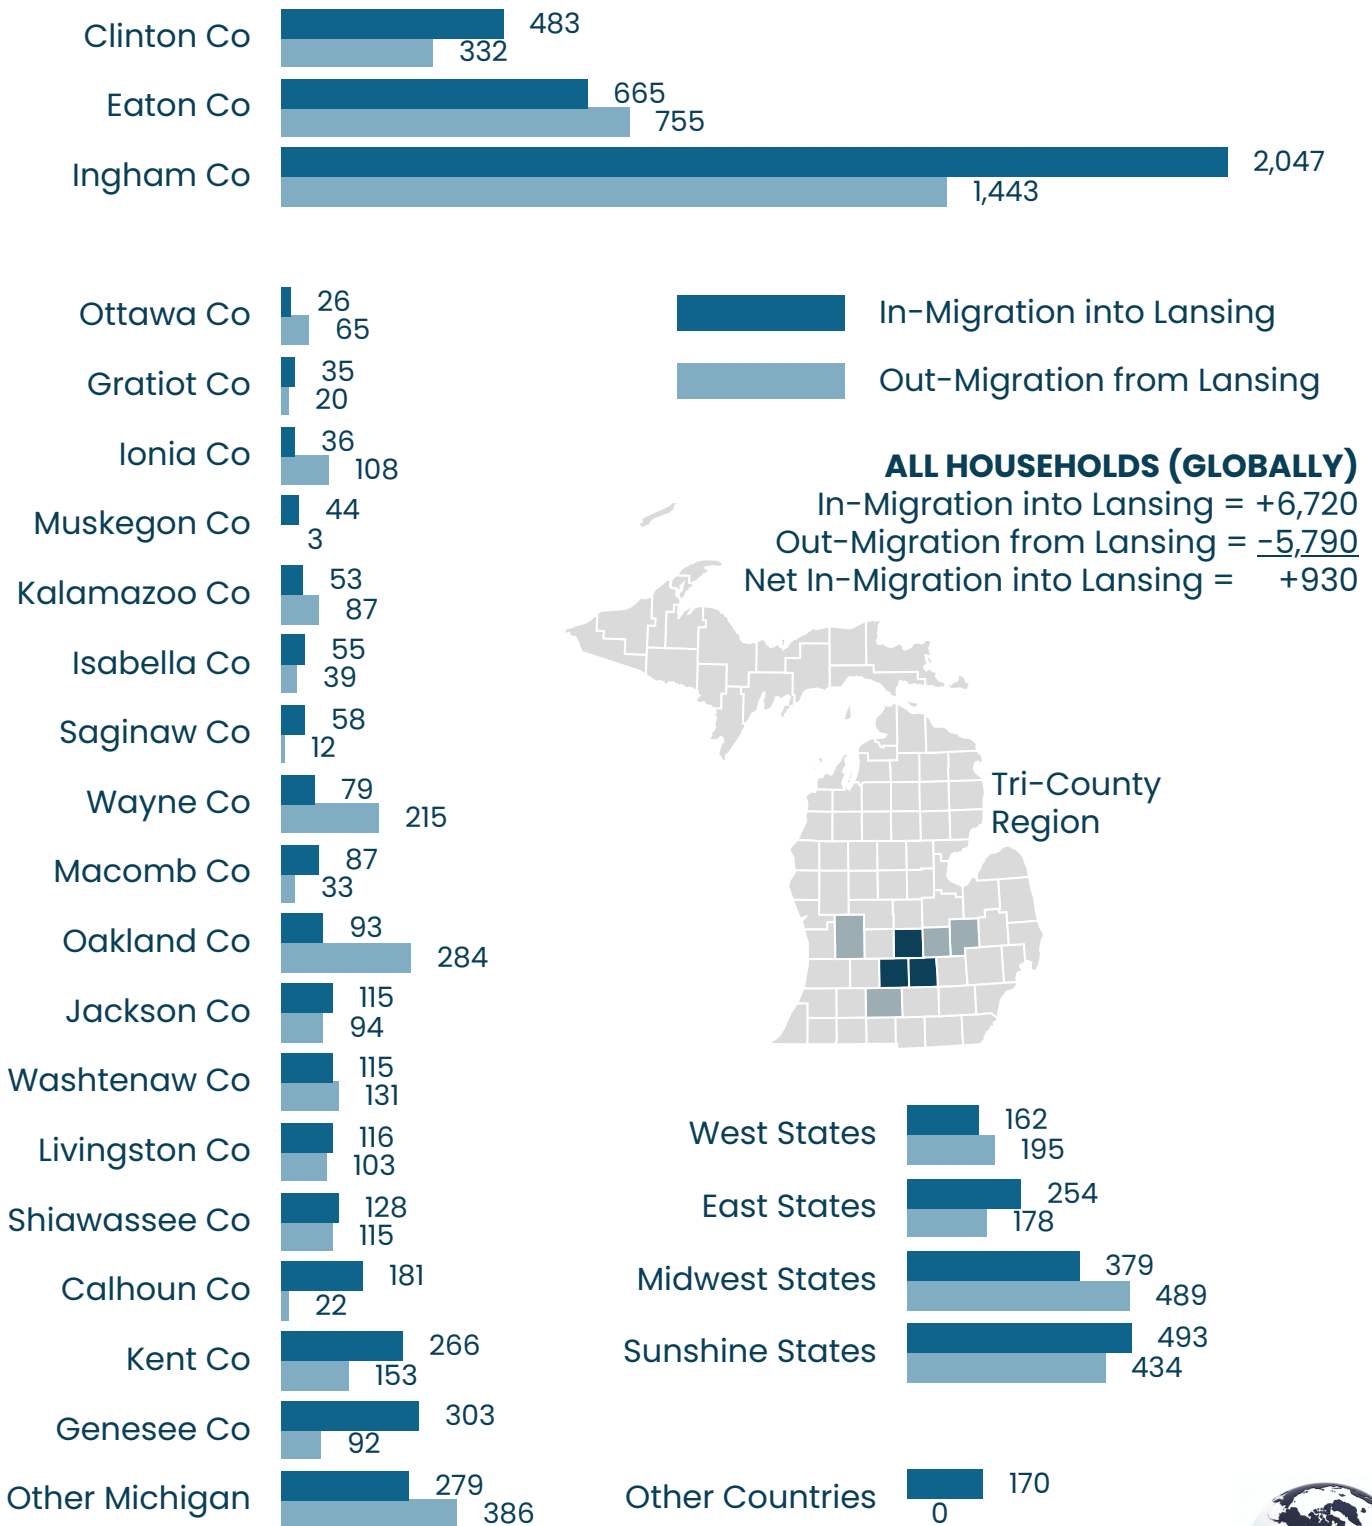 Clinton Co
483
332
Eaton Co
665
755
Ingham Co
2,047
1,443
Ottawa Co
26
65
Gratiot Co
35
20
Ionia Co
36
108
Muskegon Co
44
3
Kalamazoo Co
53
87
Isabella Co
55
39
Saginaw Co
58
12
Wayne Co
79
215
Macomb Co
87
33
Oakland Co
93
284
Jackson Co
115
94
Washtenaw Co
115
131
Livingston Co
116
103
Shiawassee Co
128
115
Calhoun Co
181
22
Kent Co
266
153
Genesee Co
303
92
Other Michigan
279
386
In-Migration into Lansing
Out-Migration from Lansing
ALL HOUSEHOLDS (GLOBALLY)
In-Migration into Lansing = +6,720
Out-Migration from Lansing = -5,790
Net In-Migration into Lansing = +930
Tri-County
Region
West States
162
195
East States
254
178
Midwest States
379
489
Sunshine States
493
434
Other Countries
170
0